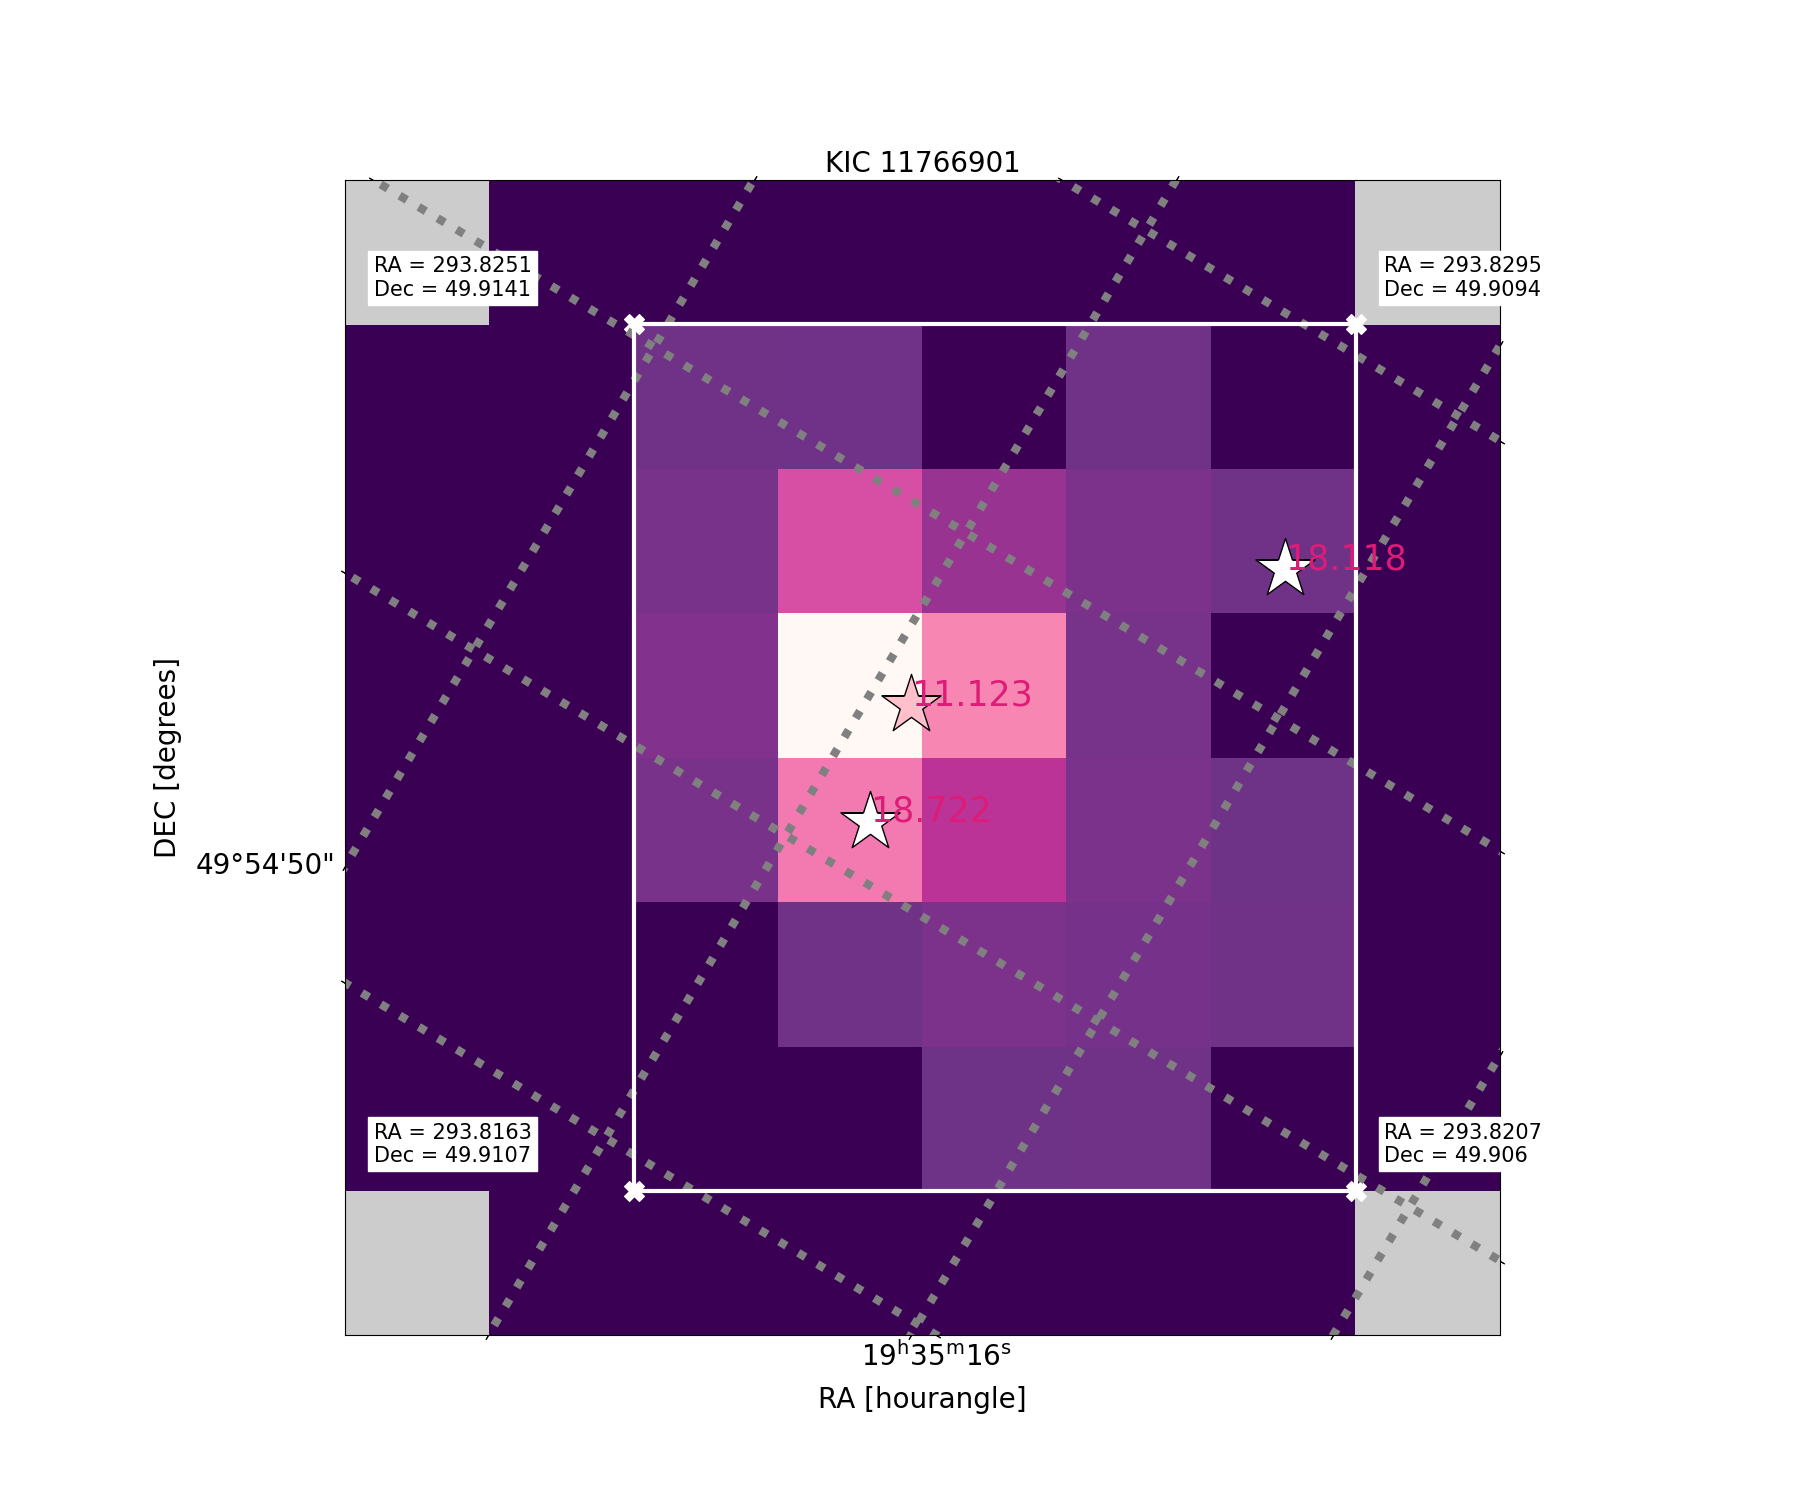 KIC 11766901
RA = 293.8251
Dec = 49.9141
RA = 293.8295
Dec = 49.9094
18.118
11.123
18.722
DEC [degrees]
49°54'50"
RA = 293.8163
Dec = 49.9107
RA = 293.8207
Dec = 49.906
19h35m16s
RA [hourangle]